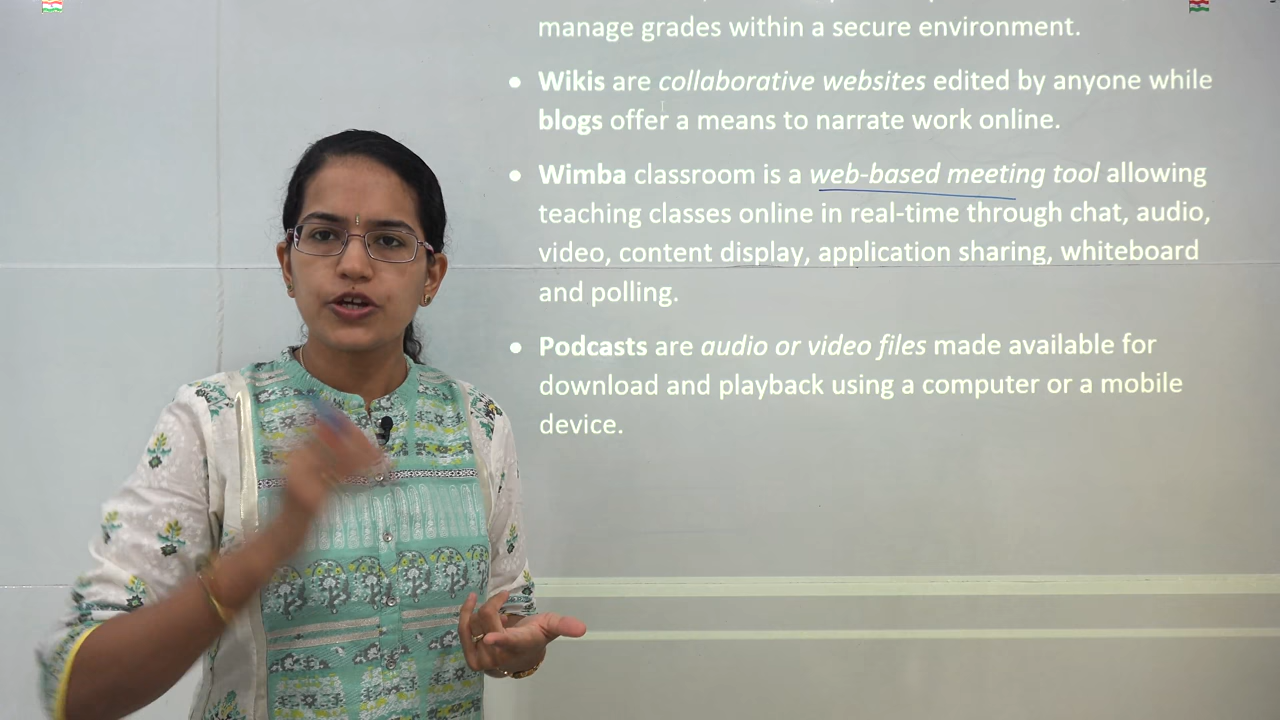 manage grades within a secure environment.
• Wikis are collaborative websites edited by anyone while
blogs offer a means to narrate work online.
• Wimba classroom is a web-based meeting tool allowing
teaching classes online in real-time through chat, audio,
video, content display, application sharing, whiteboard
and polling.
• Podcasts are audio or video files made available for
download and playback using a computer or a mobile
device.